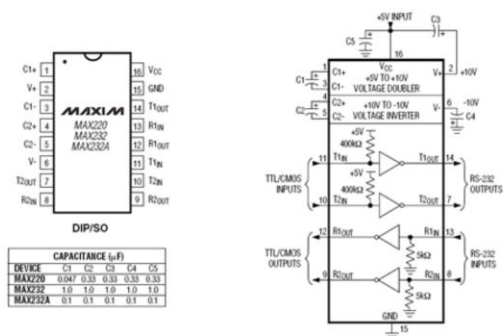 C1+ 1
V+ 2
C1- 3
C2+ 4
C2- 5
V- 6
T2OUT 7
R2IN 8
16 VCC
15 GND
14 T1OUT
13 R1IN
12 R1OUT
11 T1IN
10 T2IN
9 R2OUT
MAXIM
MAX220
MAX232
MAX232A
DIP/SO
CAPACITANCE (μF)
DEVICE C1 C2 C3 C4 C5
MAX220 0.047 0.33 0.33 0.33 0.33
MAX232 1.0 1.0 1.0 1.0 1.0
MAX232A 0.1 0.1 0.1 0.1 0.1
+5V INPUT
C3
C5
16
VCC
1 C1+
C1
3 C1-
+5V TO +10V
VOLTAGE DOUBLER
V+ 2
+10V
4 C2+
C2
5 C2-
+10V TO -10V
VOLTAGE INVERTER
V- 6
-10V
C4
+5V
400kΩ
11 T1IN
T1OUT 14
+5V
400kΩ
TTL/CMOS
INPUTS
RS-232
OUTPUTS
10 T2IN
T2OUT 7
12 R1OUT
R1IN 13
5kΩ
TTL/CMOS
OUTPUTS
RS-232
INPUTS
9 R2OUT
R2IN 8
5kΩ
GND
15